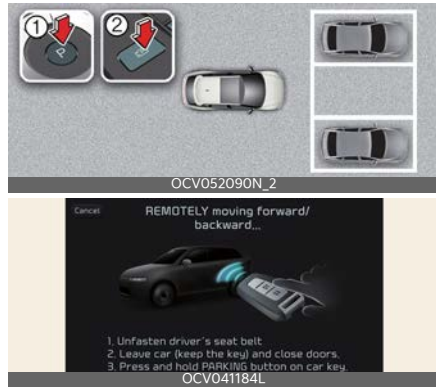 1
2
P
OCV052090N_2
Cancel
REMOTELY moving forward/
backward...
1. Unfasten driver's seat belt
2. Leave car (keep the key) and close doors.
3. Press and hold PARKING button on car key.
OCV041184L